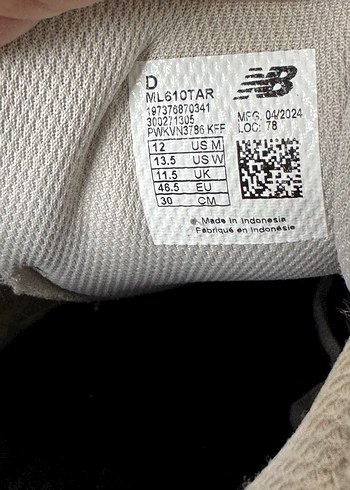 D
ML610TAR
197376870341
300271305
PWKVN3786 KFF
NB
MFG. 04/2024
LOC: 78
12 US M
13.5 US W
11.5 UK
46.5 EU
30 CM
Made in Indonesia
Fabriqué en Indonésie